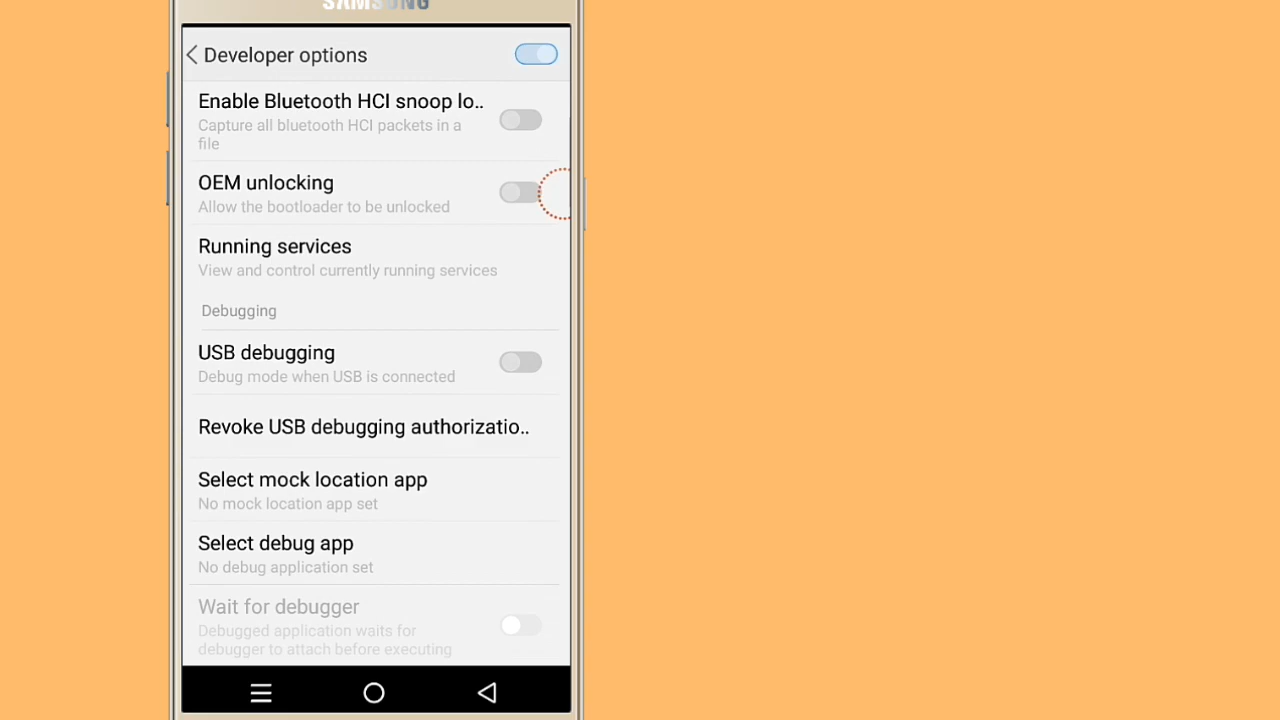 SAMSUNG
Developer options
Enable Bluetooth HCI snoop lo..
Capture all bluetooth HCI packets in a
file
OEM unlocking
Allow the bootloader to be unlocked
Running services
View and control currently running services
Debugging
USB debugging
Debug mode when USB is connected
Revoke USB debugging authorizatio..
Select mock location app
No mock location app set
Select debug app
No debug application set
Wait for debugger
Debugged application waits for
debugger to attach before executing